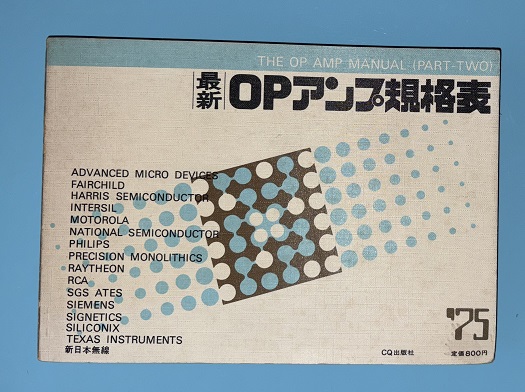 THE OP AMP MANUAL (PART-TWO)
最新 OPアンプ規格表
ADVANCED MICRO DEVICES
FAIRCHILD
HARRIS SEMICONDUCTOR
INTERSIL
MOTOROLA
NATIONAL SEMICONDUCTOR
PHILIPS
PRECISION MONOLITHICS
RAYTHEON
RCA
SGS ATES
SIEMENS
SIGNETICS
SILICONIX
TEXAS INSTRUMENTS
新日本無線
'75
CQ出版社
定価800円